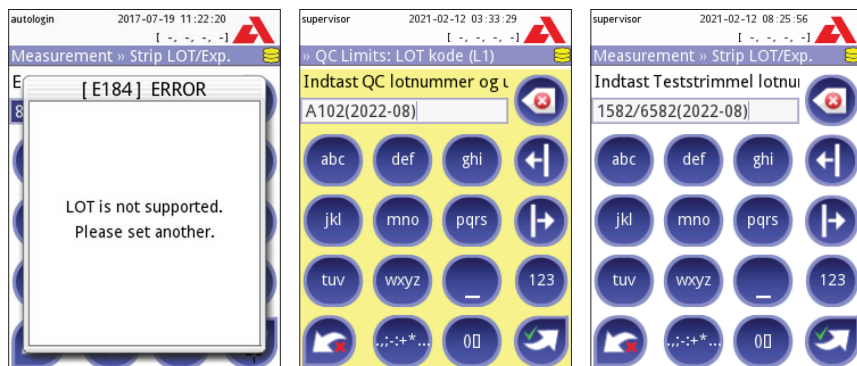 autologin
2017-07-19 11:22:20
[ -, -, -, -]
Measurement » Strip LOT/Exp.
E
8
[ E184 ] ERROR
LOT is not supported.
Please set another.
supervisor
2021-02-12 03:33:29
[ -, -, -, -]
» QC Limits: LOT kode (L1)
Indtast QC lotnummer og u
A102(2022-08)
abc
def
ghi
jkl
mno
pqrs
tuv
wxyz
_
123
.,;-:+*...
0▯
supervisor
2021-02-12 08:25:56
[ -, -, -, -]
Measurement » Strip LOT/Exp.
Indtast Teststrimmel lotnu
1582/6582(2022-08)
abc
def
ghi
jkl
mno
pqrs
tuv
wxyz
_
123
.,;-:+*...
0▯